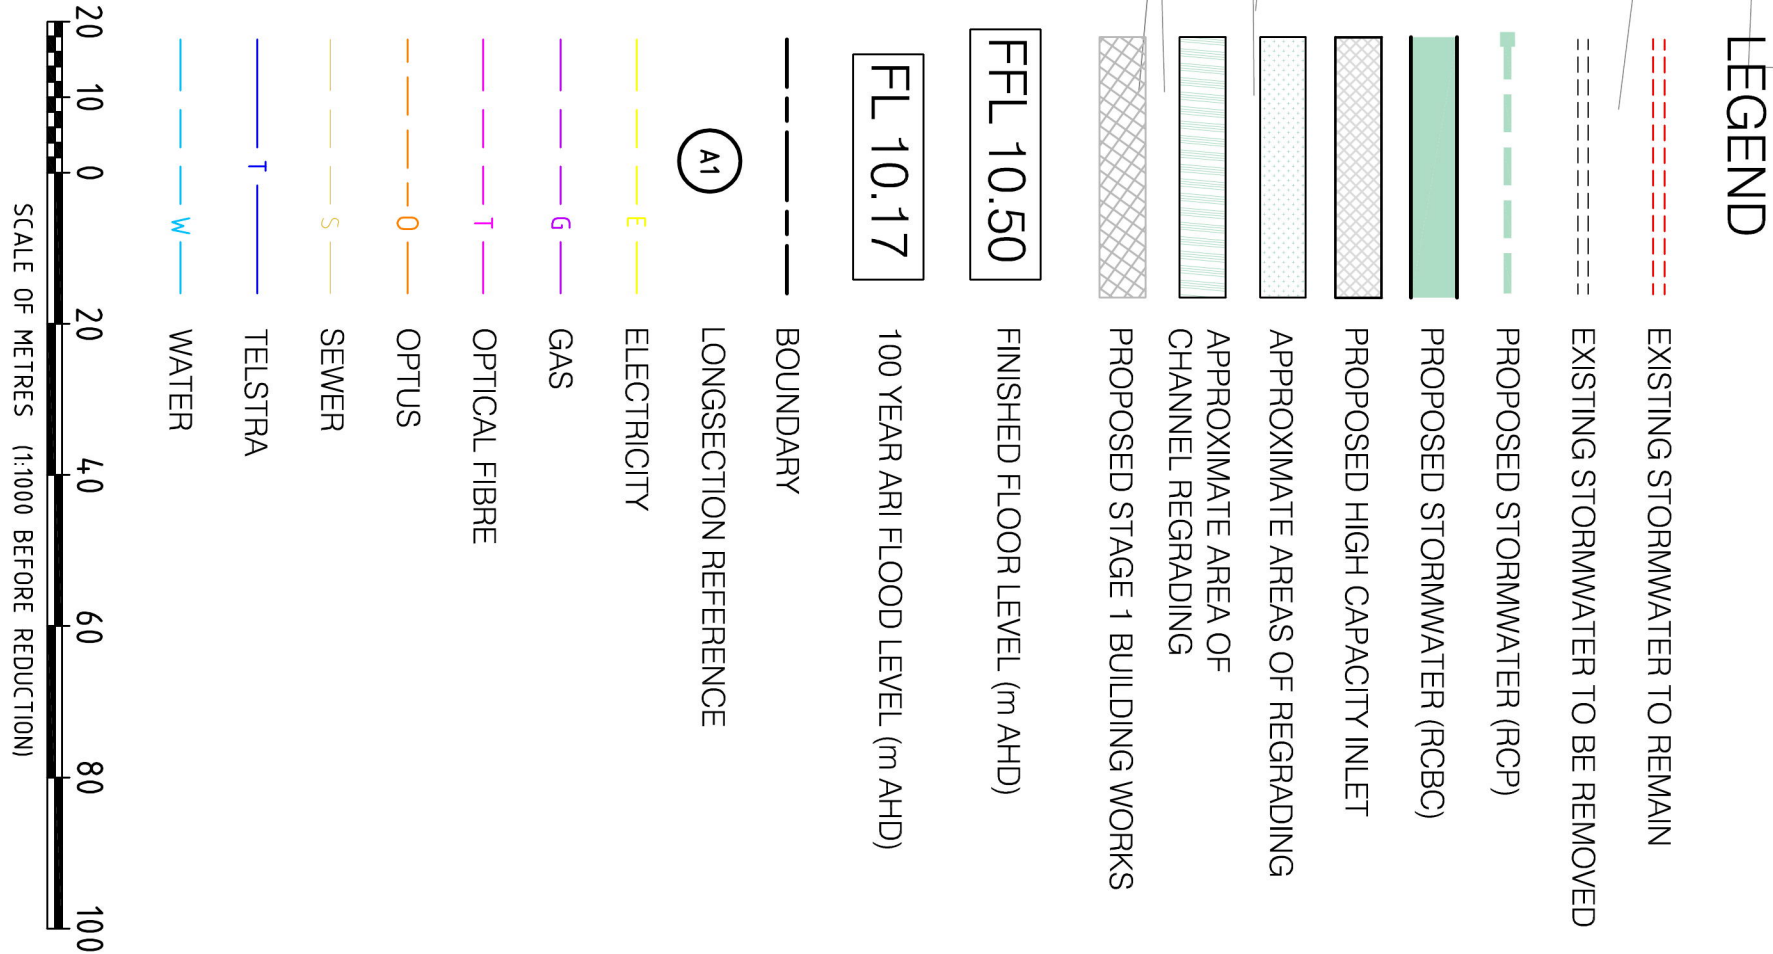 LEGEND
EXISTING STORMWATER TO REMAIN
EXISTING STORMWATER TO BE REMOVED
PROPOSED STORMWATER (RCP)
PROPOSED STORMWATER (RCBC)
PROPOSED HIGH CAPACITY INLET
APPROXIMATE AREAS OF REGRADING
APPROXIMATE AREA OF
CHANNEL REGRADING
PROPOSED STAGE 1 BUILDING WORKS
FFL 10.50 FINISHED FLOOR LEVEL (m AHD)
FL 10.17 100 YEAR ARI FLOOD LEVEL (m AHD)
BOUNDARY
A1 LONGSECTION REFERENCE
E ELECTRICITY
G GAS
T OPTICAL FIBRE
O OPTUS
S SEWER
T TELSTRA
W WATER
20 10 0 20 40 60 80 100
SCALE OF METRES (1:1000 BEFORE REDUCTION)